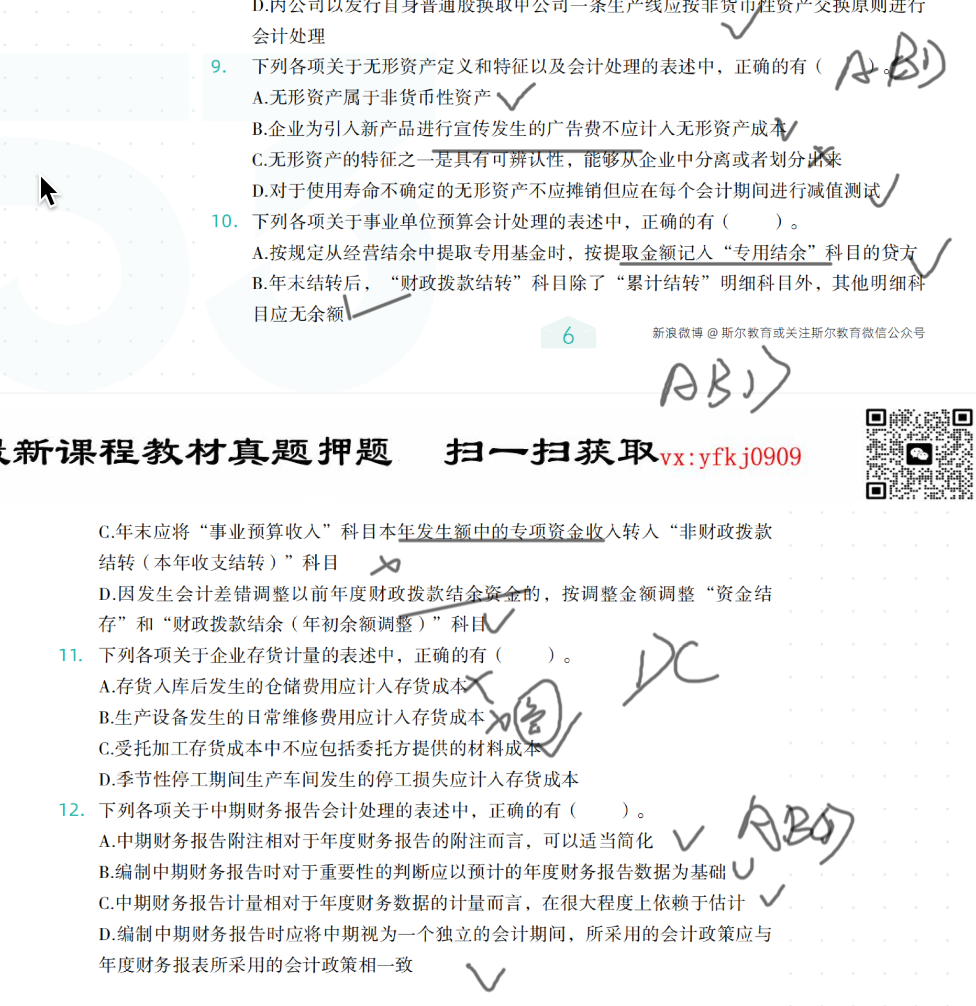 D.丙公司以发行自身普通股换取甲公司一条生产线应按非货币性资产交换原则进行
会计处理
9. 下列各项关于无形资产定义和特征以及会计处理的表述中，正确的有（ ）。 ABD
A.无形资产属于非货币性资产
B.企业为引入新产品进行宣传发生的广告费不应计入无形资产成本
C.无形资产的特征之一是具有可辨认性，能够从企业中分离或者划分出来
D.对于使用寿命不确定的无形资产不应摊销但应在每个会计期间进行减值测试
10. 下列各项关于事业单位预算会计处理的表述中，正确的有（ ）。
A.按规定从经营结余中提取专用基金时，按提取金额记入“专用结余”科目的贷方
B.年末结转后，“财政拨款结转”科目除了“累计结转”明细科目外，其他明细科
目应无余额
6 新浪微博 @ 斯尔教育或关注斯尔教育微信公众号
ABD
最新课程教材真题押题 扫一扫获取vx:yfkj0909
C.年末应将“事业预算收入”科目本年发生额中的专项资金收入转入“非财政拨款
结转（本年收支结转）”科目
D.因发生会计差错调整以前年度财政拨款结余资金的，按调整金额调整“资金结
存”和“财政拨款结余（年初余额调整）”科目
11. 下列各项关于企业存货计量的表述中，正确的有（ ）。 DC
A.存货入库后发生的仓储费用应计入存货成本
B.生产设备发生的日常维修费用应计入存货成本
C.受托加工存货成本中不应包括委托方提供的材料成本
D.季节性停工期间生产车间发生的停工损失应计入存货成本
12. 下列各项关于中期财务报告会计处理的表述中，正确的有（ ）。
A.中期财务报告附注相对于年度财务报告的附注而言，可以适当简化
B.编制中期财务报告时对于重要性的判断应以预计的年度财务报告数据为基础
C.中期财务报告计量相对于年度财务数据的计量而言，在很大程度上依赖于估计
D.编制中期财务报告时应将中期视为一个独立的会计期间，所采用的会计政策应与
年度财务报表所采用的会计政策相一致